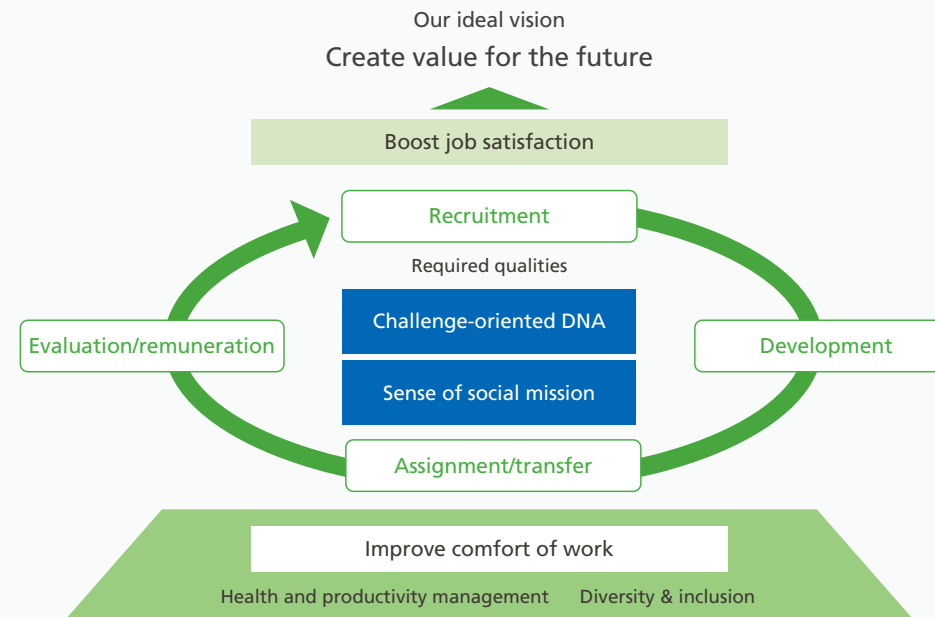 Our ideal vision
Create value for the future
Boost job satisfaction
Recruitment
Required qualities
Challenge-oriented DNA
Evaluation/remuneration
Development
Sense of social mission
Assignment/transfer
Improve comfort of work
Health and productivity management Diversity & inclusion